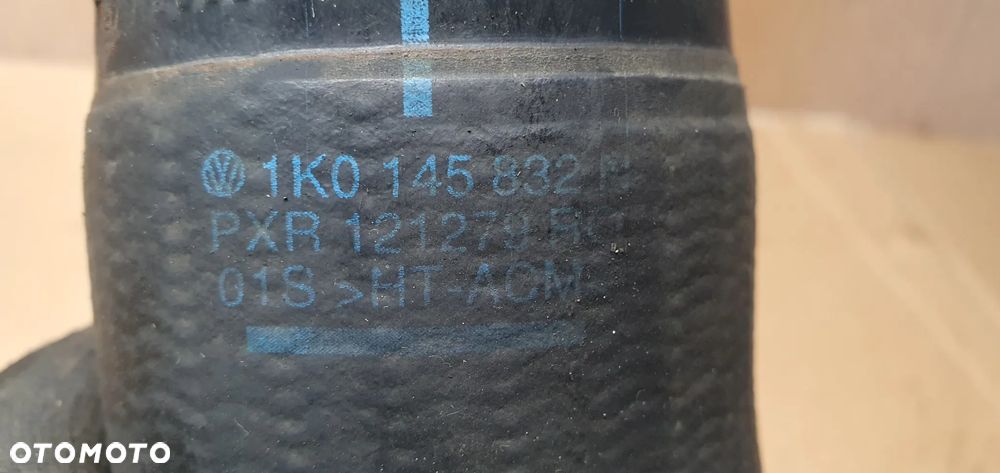 1K0 145 832
PXR 121279
01S >HT-ACM
OTOMOTO